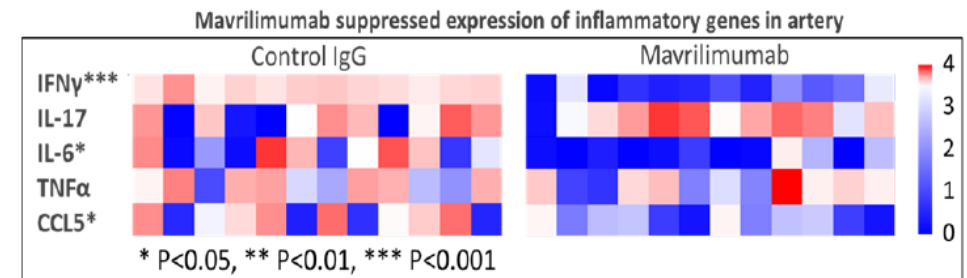 Mavrilimumab suppressed expression of inflammatory genes in artery
Control IgG
Mavrilimumab
IFNγ***
IL-17
IL-6*
TNFα
CCL5*
4
3
2
1
0
* P<0.05, ** P<0.01, *** P<0.001